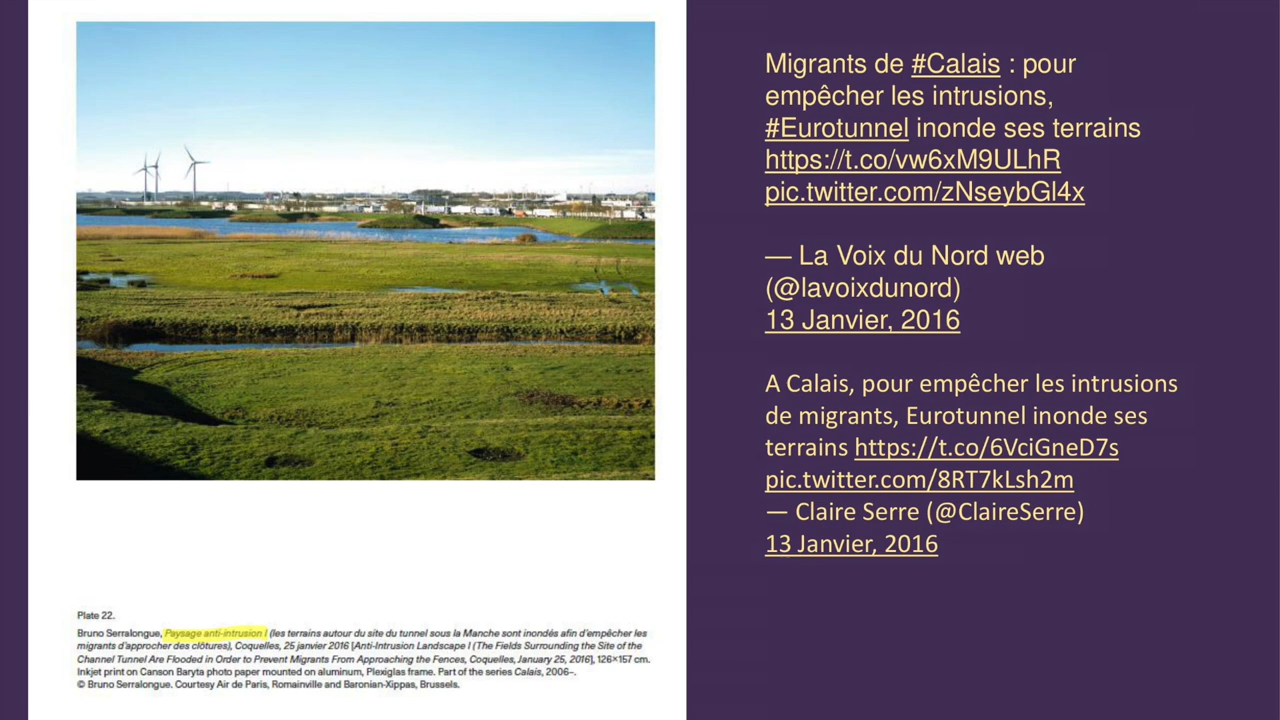 Migrants de #Calais : pour
empêcher les intrusions,
#Eurotunnel inonde ses terrains
https://t.co/vw6xM9ULhR
pic.twitter.com/zNseybGl4x
— La Voix du Nord web
(@lavoixdunord)
13 Janvier, 2016
A Calais, pour empêcher les intrusions
de migrants, Eurotunnel inonde ses
terrains https://t.co/6VciGneD7s
pic.twitter.com/8RT7kLsh2m
— Claire Serre (@ClaireSerre)
13 Janvier, 2016
Plate 22.
Bruno Serralongue, Paysage anti-intrusion I (les terrains autour du site du tunnel sous la Manche sont inondés afin d'empêcher les
migrants d'approcher des clôtures), Coquelles, 25 janvier 2016 [Anti-Intrusion Landscape I (The Fields Surrounding the Site of the
Channel Tunnel Are Flooded in Order to Prevent Migrants From Approaching the Fences, Coquelles, January 25, 2016], 126×157 cm.
Inkjet print on Canson Baryta photo paper mounted on aluminum, Plexiglas frame. Part of the series Calais, 2006–.
© Bruno Serralongue. Courtesy Air de Paris, Romainville and Baronian-Xippas, Brussels.